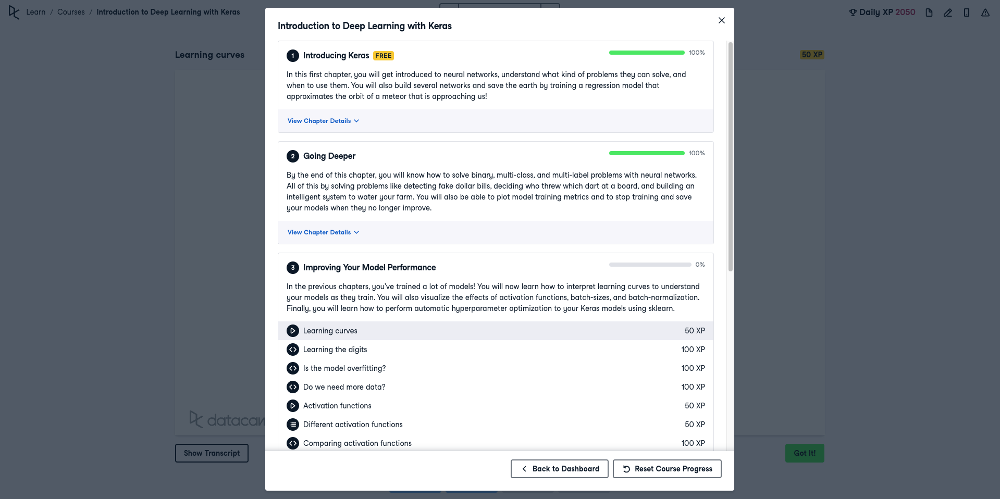 Learn / Courses / Introduction to Deep Learning with Keras
Daily XP 2050
Learning curves
50 XP
datacam
Show Transcript
Got It!
Introduction to Deep Learning with Keras
1 Introducing Keras FREE
100%
In this first chapter, you will get introduced to neural networks, understand what kind of problems they can solve, and
when to use them. You will also build several networks and save the earth by training a regression model that
approximates the orbit of a meteor that is approaching us!
View Chapter Details
2 Going Deeper
100%
By the end of this chapter, you will know how to solve binary, multi-class, and multi-label problems with neural networks.
All of this by solving problems like detecting fake dollar bills, deciding who threw which dart at a board, and building an
intelligent system to water your farm. You will also be able to plot model training metrics and to stop training and save
your models when they no longer improve.
View Chapter Details
3 Improving Your Model Performance
0%
In the previous chapters, you've trained a lot of models! You will now learn how to interpret learning curves to understand
your models as they train. You will also visualize the effects of activation functions, batch-sizes, and batch-normalization.
Finally, you will learn how to perform automatic hyperparameter optimization to your Keras models using sklearn.
Learning curves 50 XP
Learning the digits 100 XP
Is the model overfitting? 100 XP
Do we need more data? 100 XP
Activation functions 50 XP
Different activation functions 50 XP
Comparing activation functions 100 XP
Back to Dashboard
Reset Course Progress